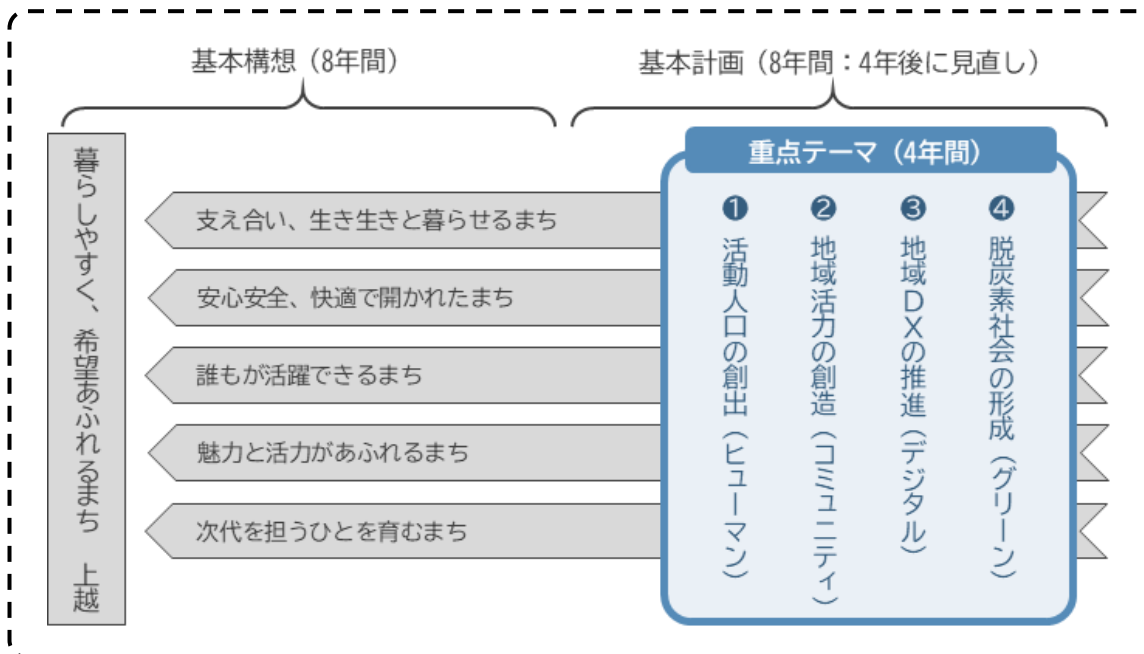 基本構想（8年間）
基本計画（8年間：4年後に見直し）
暮らしやすく、希望あふれるまち　上越
支え合い、生き生きと暮らせるまち
安心安全、快適で開かれたまち
誰もが活躍できるまち
魅力と活力があふれるまち
次代を担うひとを育むまち
重点テーマ（4年間）
❶ 活動人口の創出（ヒューマン）
❷ 地域活力の創造（コミュニティ）
❸ 地域DXの推進（デジタル）
❹ 脱炭素社会の形成（グリーン）